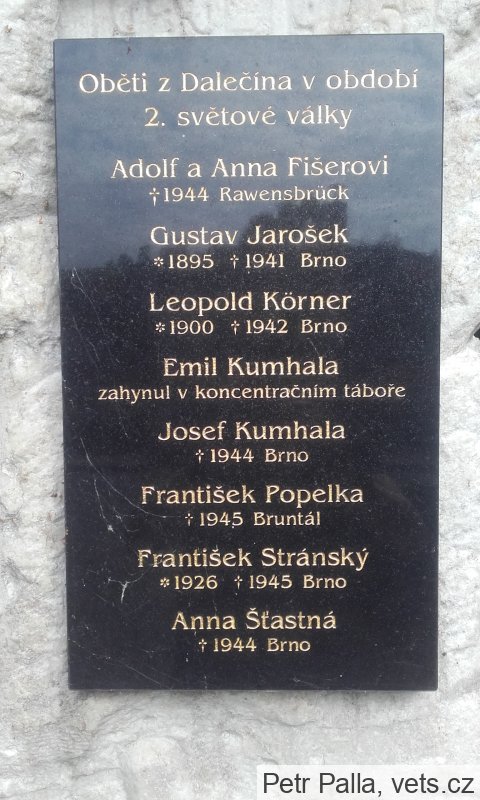 Oběti z Dalečína v období
2. světové války
Adolf a Anna Fišerovi
†1944 Rawensbrück
Gustav Jarošek
*1895 †1941 Brno
Leopold Körner
*1900 †1942 Brno
Emil Kumhala
zahynul v koncentračním táboře
Josef Kumhala
†1944 Brno
František Popelka
†1945 Bruntál
František Stránský
*1926 †1945 Brno
Anna Šťastná
†1944 Brno
Petr Palla, vets.cz